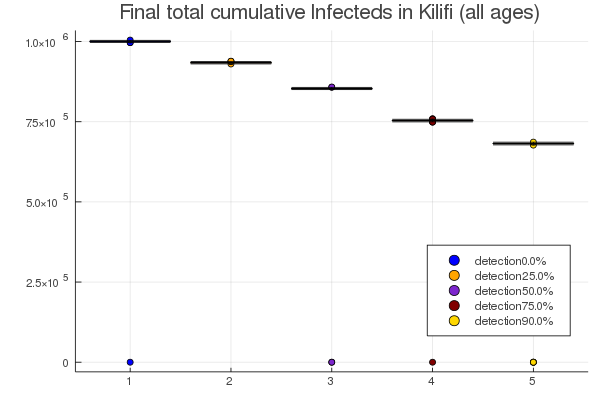 Final total cumulative Infecteds in Kilifi (all ages)
1.0×10 6
7.5×10 5
5.0×10 5
2.5×10 5
0
detection0.0%
detection25.0%
detection50.0%
detection75.0%
detection90.0%
1 2 3 4 5